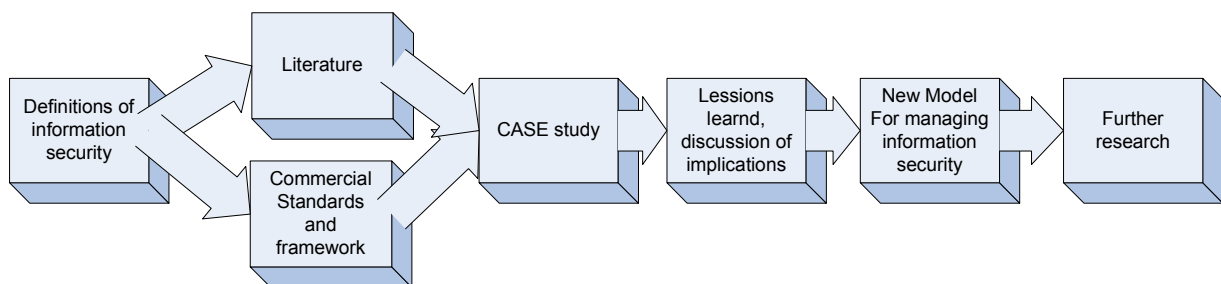 Definitions of
information
security
Literature
Commercial
Standards
and
framework
CASE study
Lessions
learnd,
discussion of
implications
New Model
For managing
information
security
Further
research